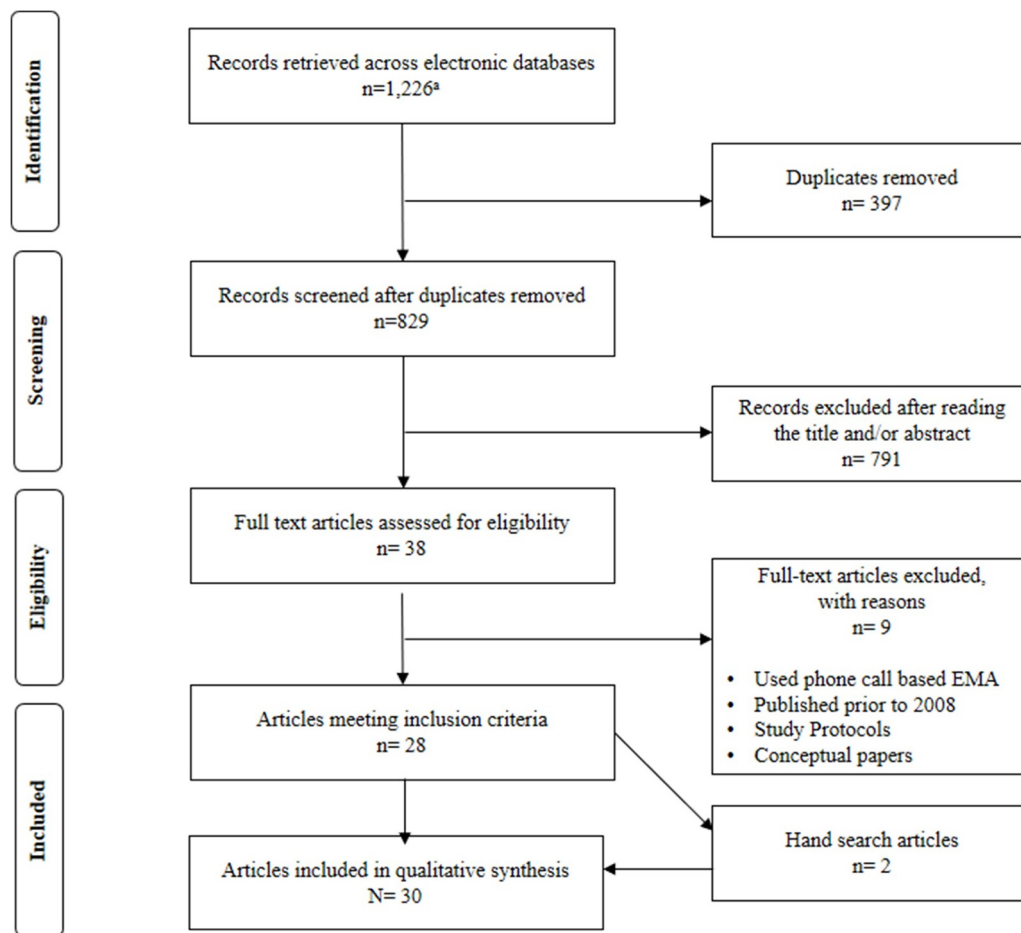 Identification
Records retrieved across electronic databases
n=1,226ᵃ
Duplicates removed
n= 397
Screening
Records screened after duplicates removed
n=829
Records excluded after reading
the title and/or abstract
n= 791
Eligibility
Full text articles assessed for eligibility
n= 38
Full-text articles excluded,
with reasons
n= 9
• Used phone call based EMA
• Published prior to 2008
• Study Protocols
• Conceptual papers
Included
Articles meeting inclusion criteria
n= 28
Hand search articles
n= 2
Articles included in qualitative synthesis
N= 30